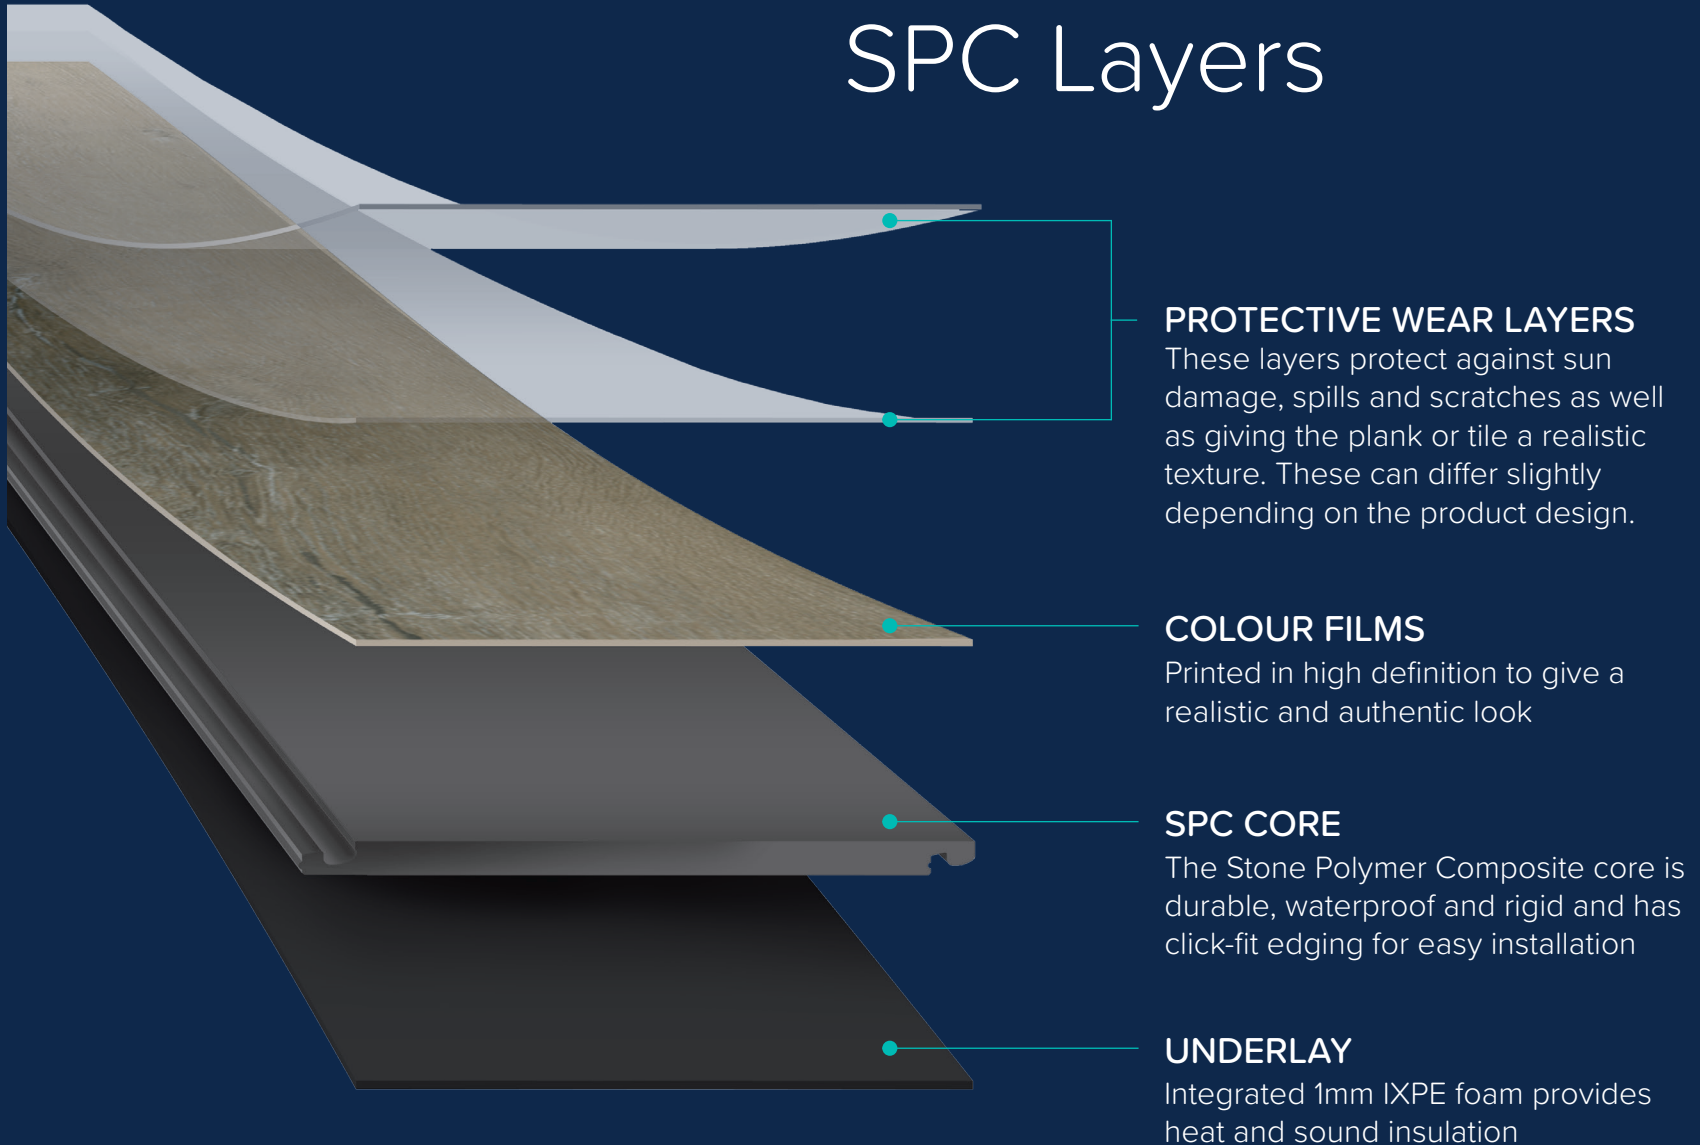 SPC Layers
PROTECTIVE WEAR LAYERS
These layers protect against sun
damage, spills and scratches as well
as giving the plank or tile a realistic
texture. These can differ slightly
depending on the product design.
COLOUR FILMS
Printed in high definition to give a
realistic and authentic look
SPC CORE
The Stone Polymer Composite core is
durable, waterproof and rigid and has
click-fit edging for easy installation
UNDERLAY
Integrated 1mm IXPE foam provides
heat and sound insulation